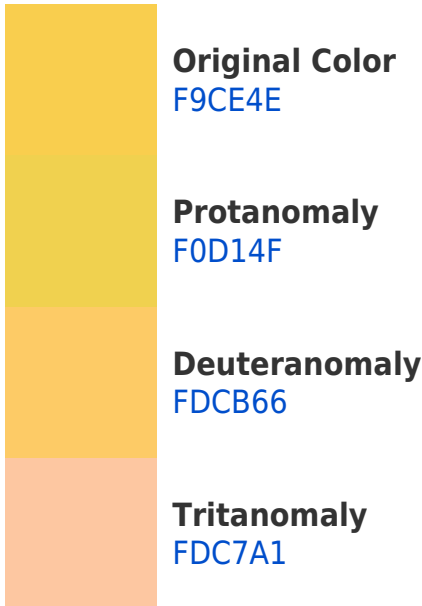 Original Color
F9CE4E
Protanomaly
F0D14F
Deuteranomaly
FDCB66
Tritanomaly
FDC7A1